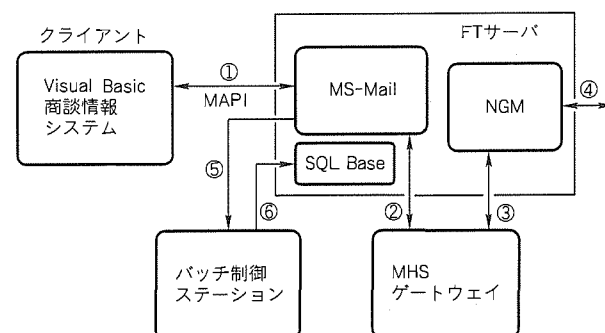 クライアント
FTサーバ
Visual Basic
商談情報
システム
①
MAPI
MS-Mail
NGM
④
SQL Base
⑤
⑥
②
③
バッチ制御
ステーション
MHS
ゲートウェイ